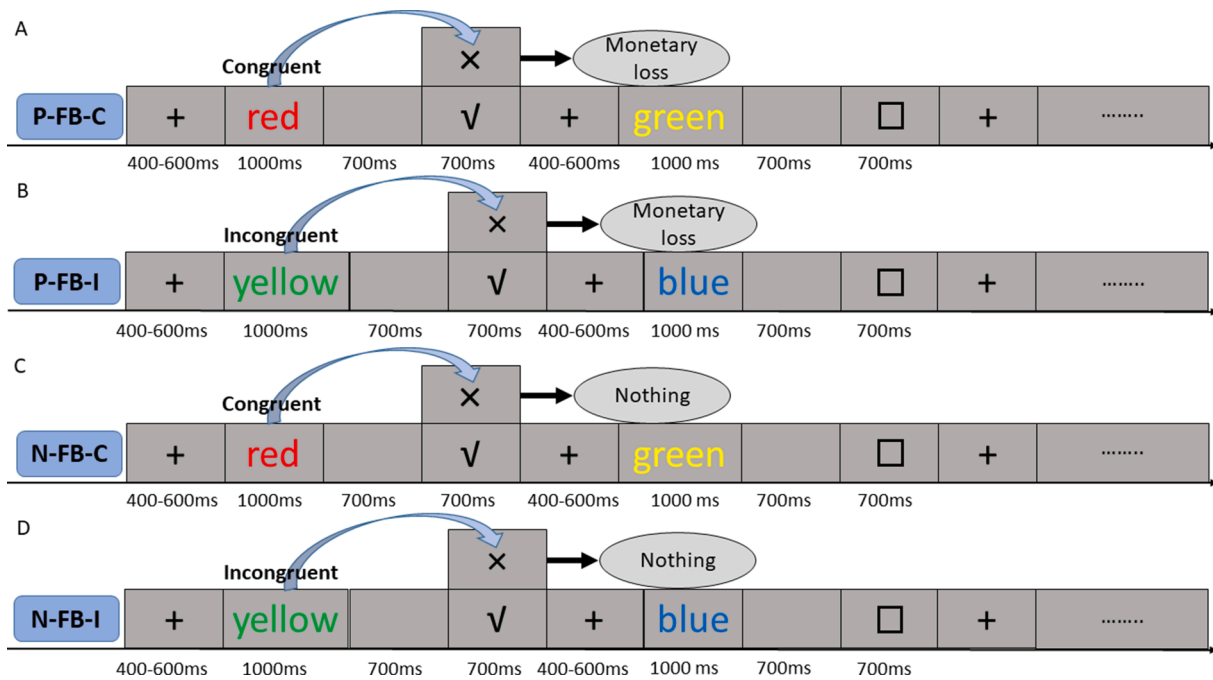 A
Congruent
×
Monetary
loss
P-FB-C
+ red √ + green □ + ........
400-600ms 1000ms 700ms 700ms 400-600ms 1000 ms 700ms 700ms
B
Incongruent
×
Monetary
loss
P-FB-I
+ yellow √ + blue □ + ........
400-600ms 1000ms 700ms 700ms 400-600ms 1000 ms 700ms 700ms
C
Congruent
×
Nothing
N-FB-C
+ red √ + green □ + ........
400-600ms 1000ms 700ms 700ms 400-600ms 1000 ms 700ms 700ms
D
Incongruent
×
Nothing
N-FB-I
+ yellow √ + blue □ + ........
400-600ms 1000ms 700ms 700ms 400-600ms 1000 ms 700ms 700ms